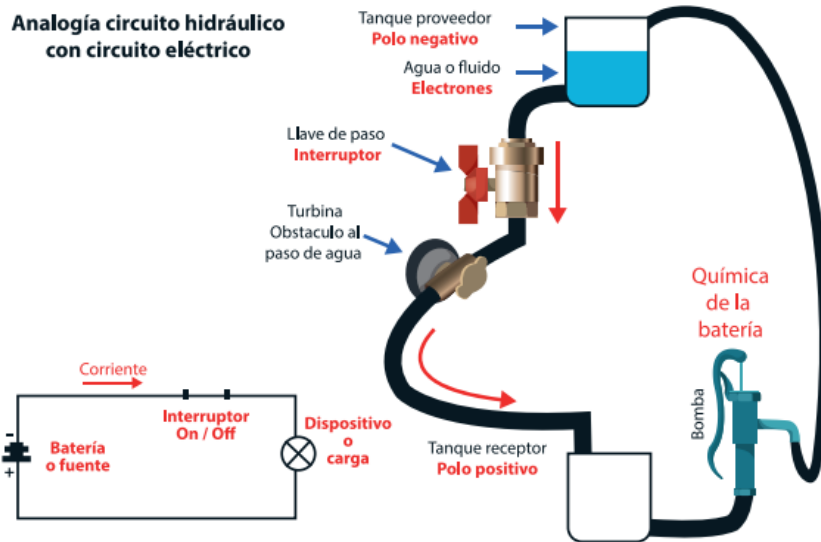 Analogía circuito hidráulico
con circuito eléctrico
Tanque proveedor
Polo negativo
Agua o fluido
Electrones
Llave de paso
Interruptor
Turbina
Obstaculo al
paso de agua
Química
de la
batería
Bomba
Tanque receptor
Polo positivo
Corriente
Interruptor
On / Off
Dispositivo
o
carga
-
Batería
o fuente
+